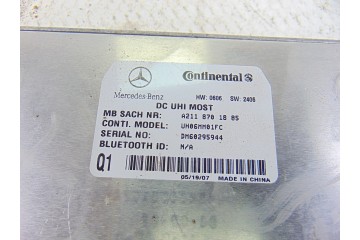 Continental
Mercedes-Benz HW: 0606 SW: 2406
DC UHI MOST
MB SACH NR: A211 870 18 85
CONTI. MODEL: UH06MM01FC
SERIAL NO: DM60295944
BLUETOOTH ID: N/A
Q1 05/19/07 MADE IN CHINA